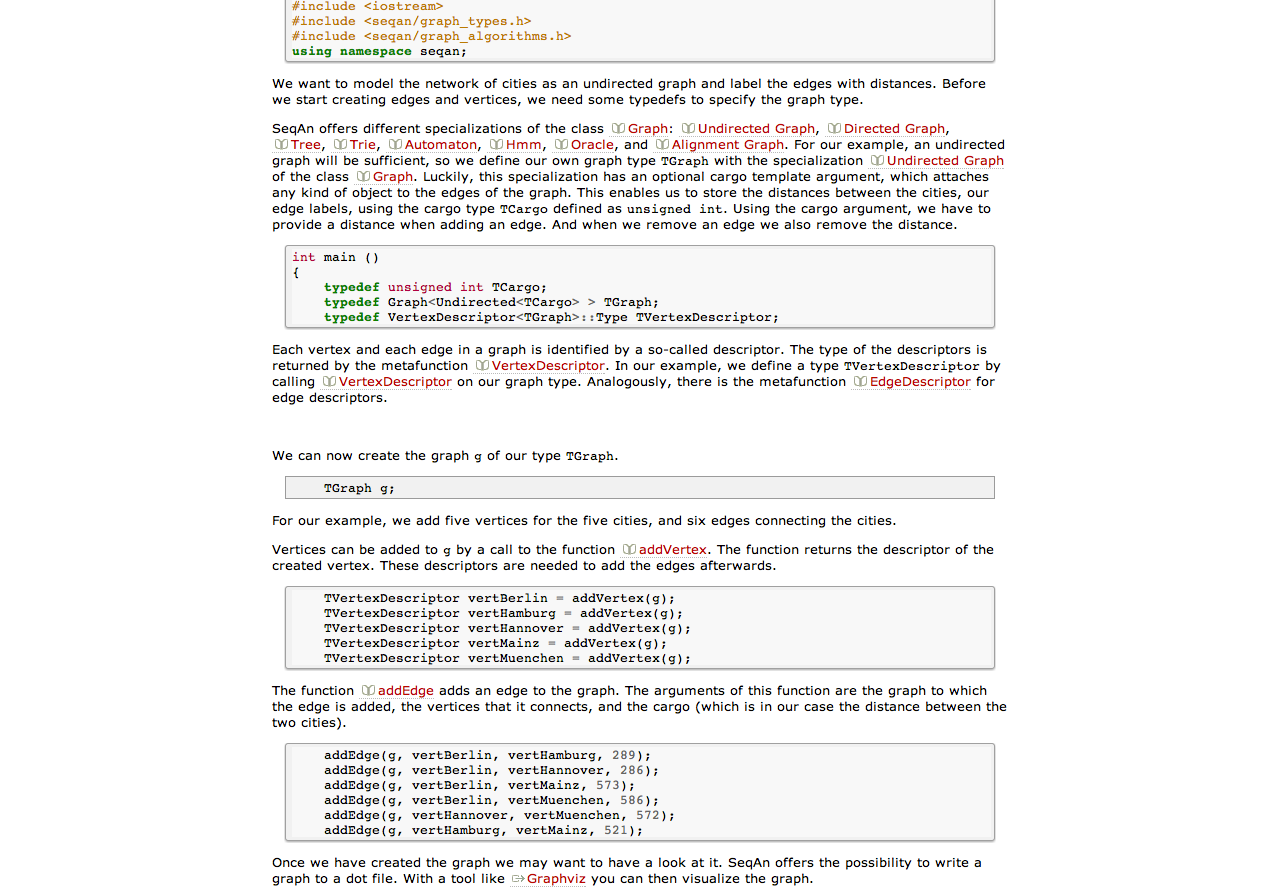 #include <iostream>
#include <seqan/graph_types.h>
#include <seqan/graph_algorithms.h>
using namespace seqan;
We want to model the network of cities as an undirected graph and label the edges with distances. Before
we start creating edges and vertices, we need some typedefs to specify the graph type.
SeqAn offers different specializations of the class Graph: Undirected Graph, Directed Graph,
Tree, Trie, Automaton, Hmm, Oracle, and Alignment Graph. For our example, an undirected
graph will be sufficient, so we define our own graph type TGraph with the specialization Undirected Graph
of the class Graph. Luckily, this specialization has an optional cargo template argument, which attaches
any kind of object to the edges of the graph. This enables us to store the distances between the cities, our
edge labels, using the cargo type TCargo defined as unsigned int. Using the cargo argument, we have to
provide a distance when adding an edge. And when we remove an edge we also remove the distance.
int main ()
{
    typedef unsigned int TCargo;
    typedef Graph<Undirected<TCargo> > TGraph;
    typedef VertexDescriptor<TGraph>::Type TVertexDescriptor;
Each vertex and each edge in a graph is identified by a so-called descriptor. The type of the descriptors is
returned by the metafunction VertexDescriptor. In our example, we define a type TVertexDescriptor by
calling VertexDescriptor on our graph type. Analogously, there is the metafunction EdgeDescriptor for
edge descriptors.
We can now create the graph g of our type TGraph.
    TGraph g;
For our example, we add five vertices for the five cities, and six edges connecting the cities.
Vertices can be added to g by a call to the function addVertex. The function returns the descriptor of the
created vertex. These descriptors are needed to add the edges afterwards.
    TVertexDescriptor vertBerlin = addVertex(g);
    TVertexDescriptor vertHamburg = addVertex(g);
    TVertexDescriptor vertHannover = addVertex(g);
    TVertexDescriptor vertMainz = addVertex(g);
    TVertexDescriptor vertMuenchen = addVertex(g);
The function addEdge adds an edge to the graph. The arguments of this function are the graph to which
the edge is added, the vertices that it connects, and the cargo (which is in our case the distance between the
two cities).
    addEdge(g, vertBerlin, vertHamburg, 289);
    addEdge(g, vertBerlin, vertHannover, 286);
    addEdge(g, vertBerlin, vertMainz, 573);
    addEdge(g, vertBerlin, vertMuenchen, 586);
    addEdge(g, vertHannover, vertMuenchen, 572);
    addEdge(g, vertHamburg, vertMainz, 521);
Once we have created the graph we may want to have a look at it. SeqAn offers the possibility to write a
graph to a dot file. With a tool like Graphviz you can then visualize the graph.